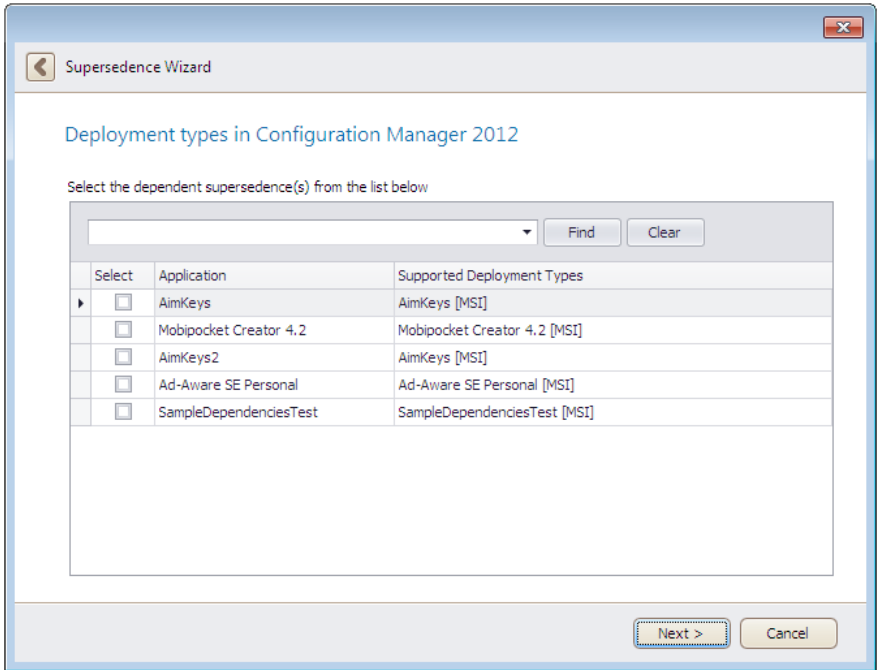 Supersedence Wizard
Deployment types in Configuration Manager 2012
Select the dependent supersedence(s) from the list below
Find Clear
Select Application Supported Deployment Types
AimKeys AimKeys [MSI]
Mobipocket Creator 4.2 Mobipocket Creator 4.2 [MSI]
AimKeys2 AimKeys [MSI]
Ad-Aware SE Personal Ad-Aware SE Personal [MSI]
SampleDependenciesTest SampleDependenciesTest [MSI]
Next > Cancel